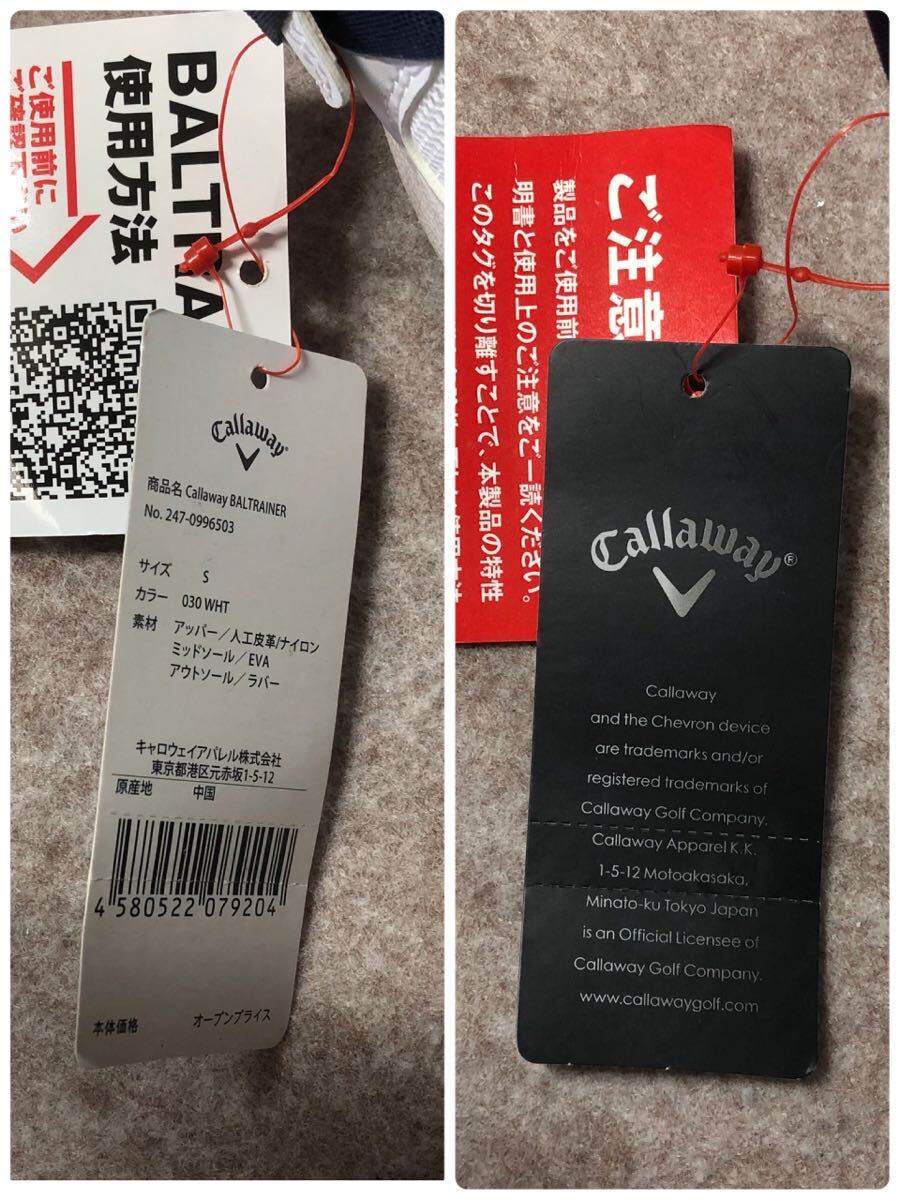 BALTRA
使用方法
ご使用前に
Callaway
商品名 Callaway BALTRAINER
No. 247-0996503
サイズ S
カラー 030 WHT
素材 アッパー／人工皮革/ナイロン
ミッドソール／EVA
アウトソール／ラバー
キャロウェイアパレル株式会社
東京都港区元赤坂1-5-12
原産地 中国
4 580522 079204
本体価格 オープンプライス
ご注意
製品をご使用前
明書と使用上のご注意をご一読ください。
このタグを切り離すことで、本製品の特性
Callaway®
Callaway
and the Chevron device
are trademarks and/or
registered trademarks of
Callaway Golf Company.
Callaway Apparel K.K.
1-5-12 Motoakasaka,
Minato-ku Tokyo Japan
is an Official Licensee of
Callaway Golf Company.
www.callawaygolf.com